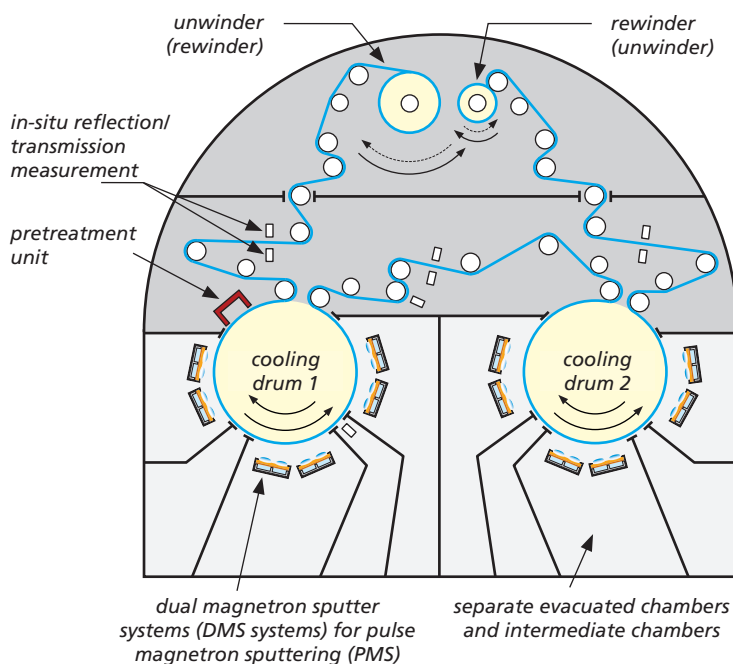 unwinder
(rewinder)
rewinder
(unwinder)
in-situ reflection/
transmission
measurement
pretreatment
unit
cooling
drum 1
cooling
drum 2
dual magnetron sputter
systems (DMS systems) for pulse
magnetron sputtering (PMS)
separate evacuated chambers
and intermediate chambers